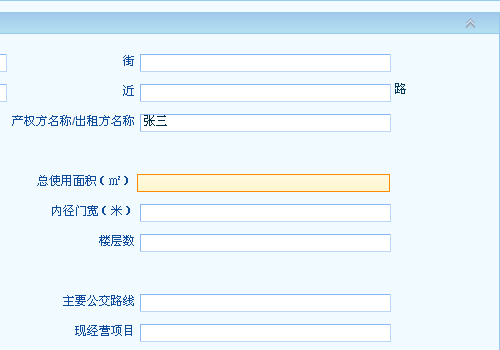 街
近 路
产权方名称/出租方名称 张三
总使用面积（㎡）
内径门宽（米）
楼层数
主要公交路线
现经营项目